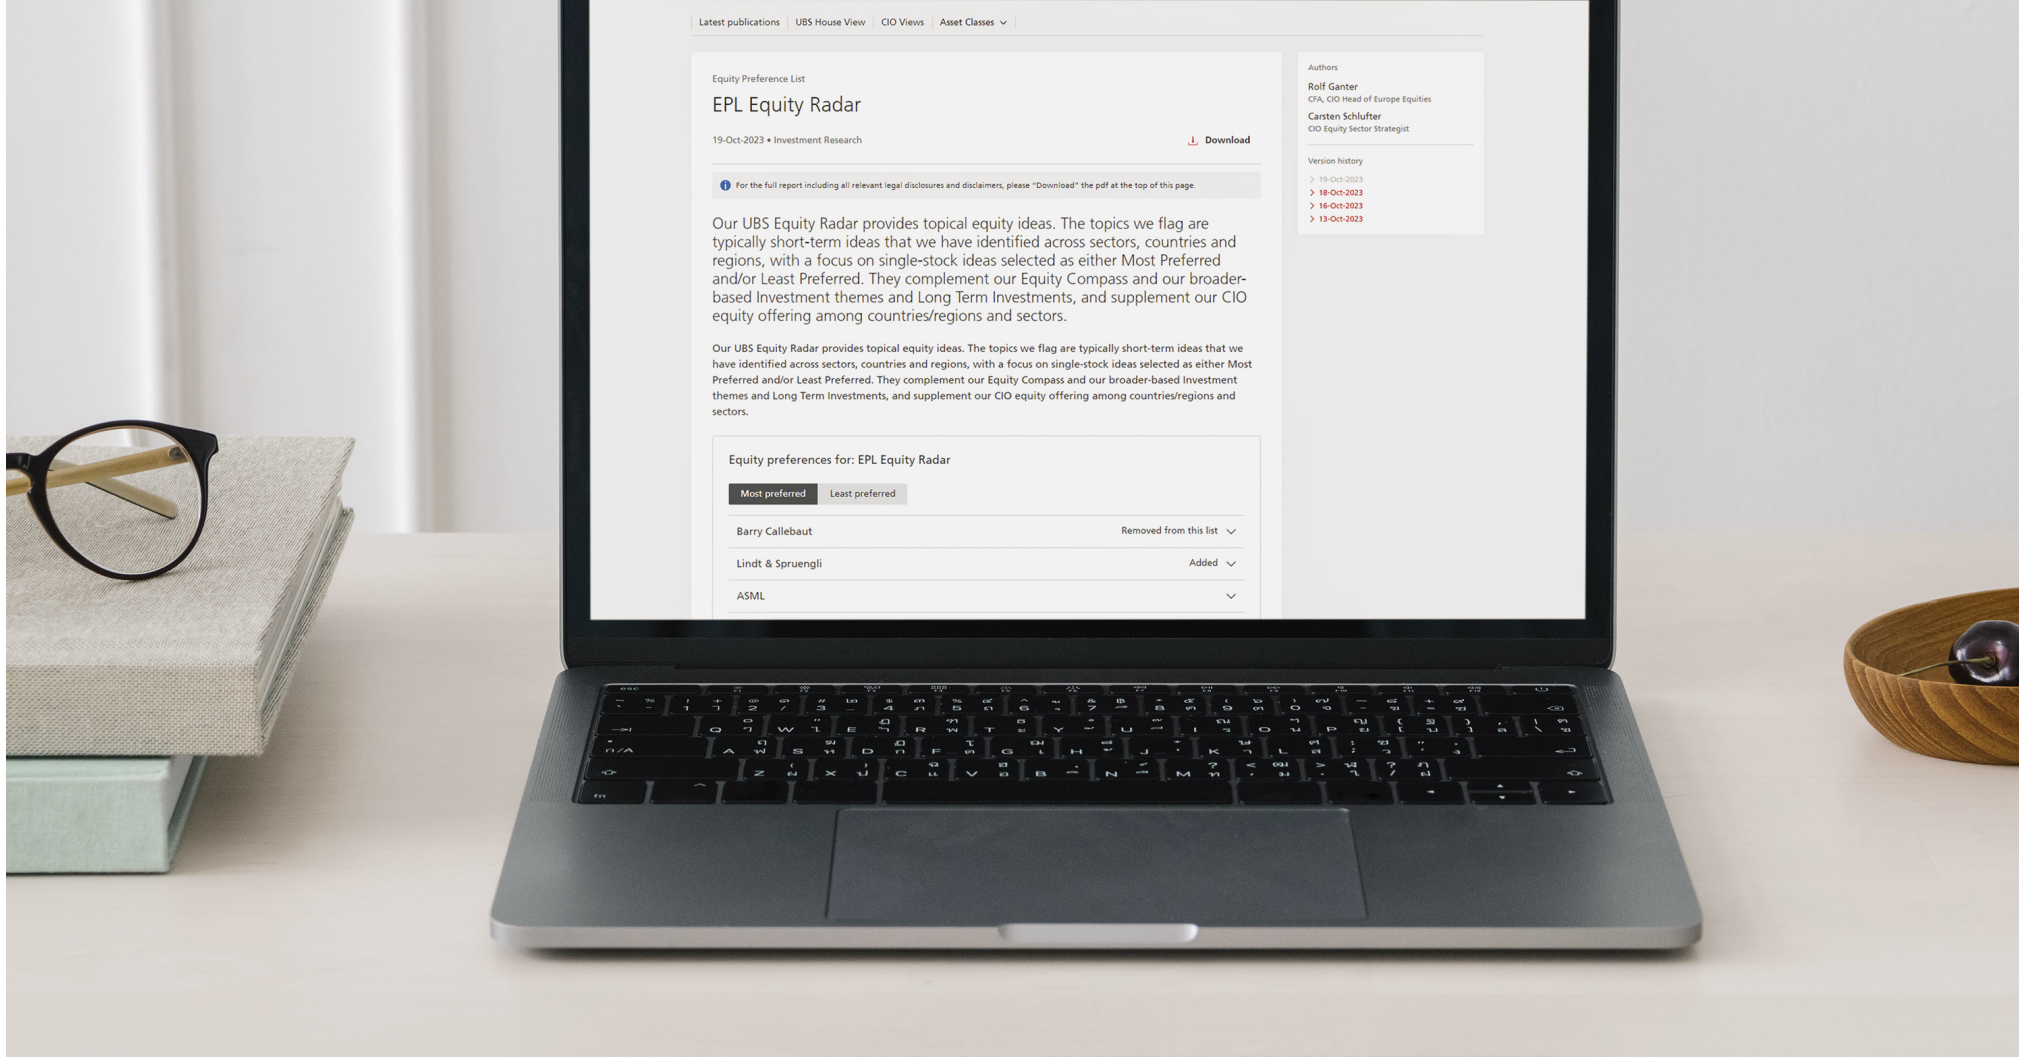 Latest publications
UBS House View
CIO Views
Asset Classes
Equity Preference List
EPL Equity Radar
19-Oct-2023 • Investment Research
Download
For the full report including all relevant legal disclosures and disclaimers, please "Download" the pdf at the top of this page.
Our UBS Equity Radar provides topical equity ideas. The topics we flag are
typically short-term ideas that we have identified across sectors, countries and
regions, with a focus on single-stock ideas selected as either Most Preferred
and/or Least Preferred. They complement our Equity Compass and our broader-
based Investment themes and Long Term Investments, and supplement our CIO
equity offering among countries/regions and sectors.
Our UBS Equity Radar provides topical equity ideas. The topics we flag are typically short-term ideas that we
have identified across sectors, countries and regions, with a focus on single-stock ideas selected as either Most
Preferred and/or Least Preferred. They complement our Equity Compass and our broader-based Investment
themes and Long Term Investments, and supplement our CIO equity offering among countries/regions and
sectors.
Equity preferences for: EPL Equity Radar
Most preferred
Least preferred
Barry Callebaut
Removed from this list
Lindt & Spruengli
Added
ASML
Authors
Rolf Ganter
CFA, CIO Head of Europe Equities
Carsten Schlufter
CIO Equity Sector Strategist
Version history
19-Oct-2023
18-Oct-2023
16-Oct-2023
13-Oct-2023
esc
Q W E R T Y U I O P
A S D F G H J K L
Z X C V B N M
fn